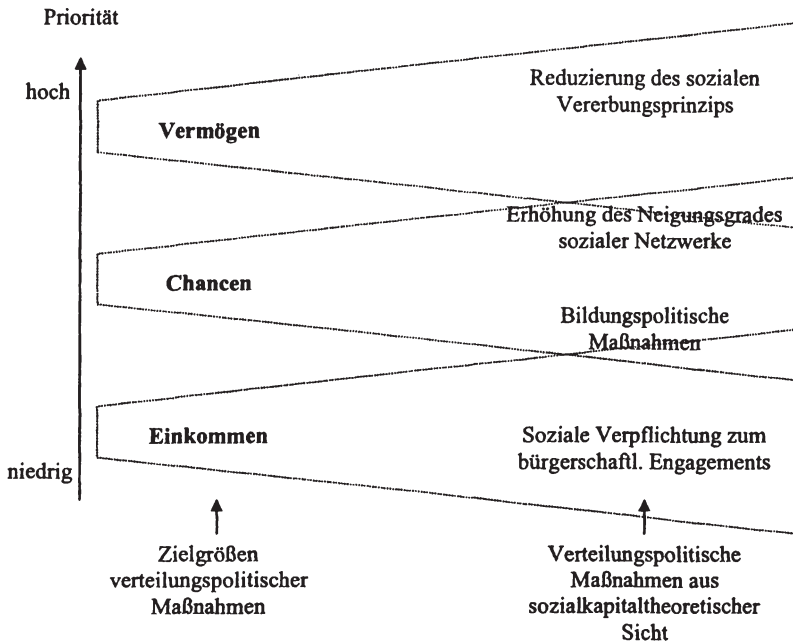 Priorität
hoch
Reduzierung des sozialen
Vererbungsprinzips
Vermögen
Erhöhung des Neigungsgrades
sozialer Netzwerke
Chancen
Bildungspolitische
Maßnahmen
Einkommen
Soziale Verpflichtung zum
bürgerschaftl. Engagements
niedrig
Zielgrößen
verteilungspolitischer
Maßnahmen
Verteilungspolitische
Maßnahmen aus
sozialkapitaltheoretischer
Sicht